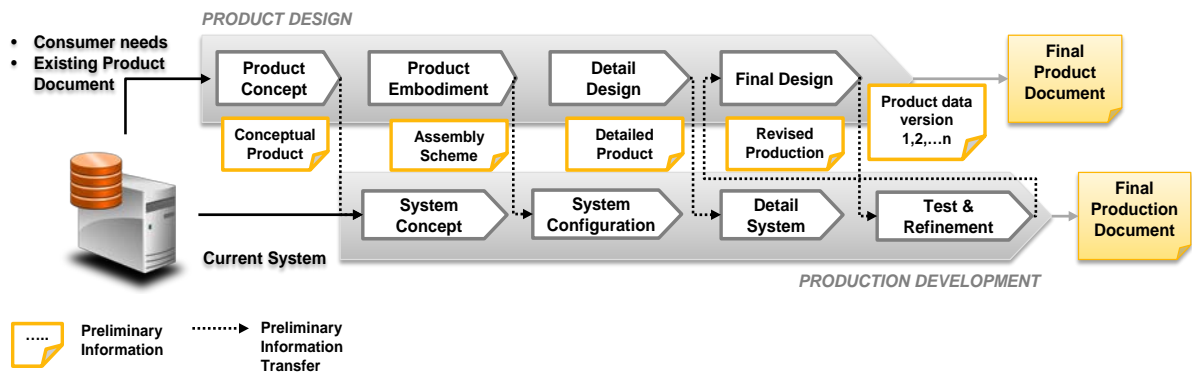 PRODUCT DESIGN
• Consumer needs
• Existing Product
Document
Product
Concept
Product
Embodiment
Detail
Design
Final Design
Final
Product
Document
Conceptual
Product
Assembly
Scheme
Detailed
Product
Revised
Production
Product data
version
1,2,…n
System
Concept
System
Configuration
Detail
System
Test &
Refinement
Final
Production
Document
Current System
PRODUCTION DEVELOPMENT
…..
Preliminary
Information
Preliminary
Information
Transfer